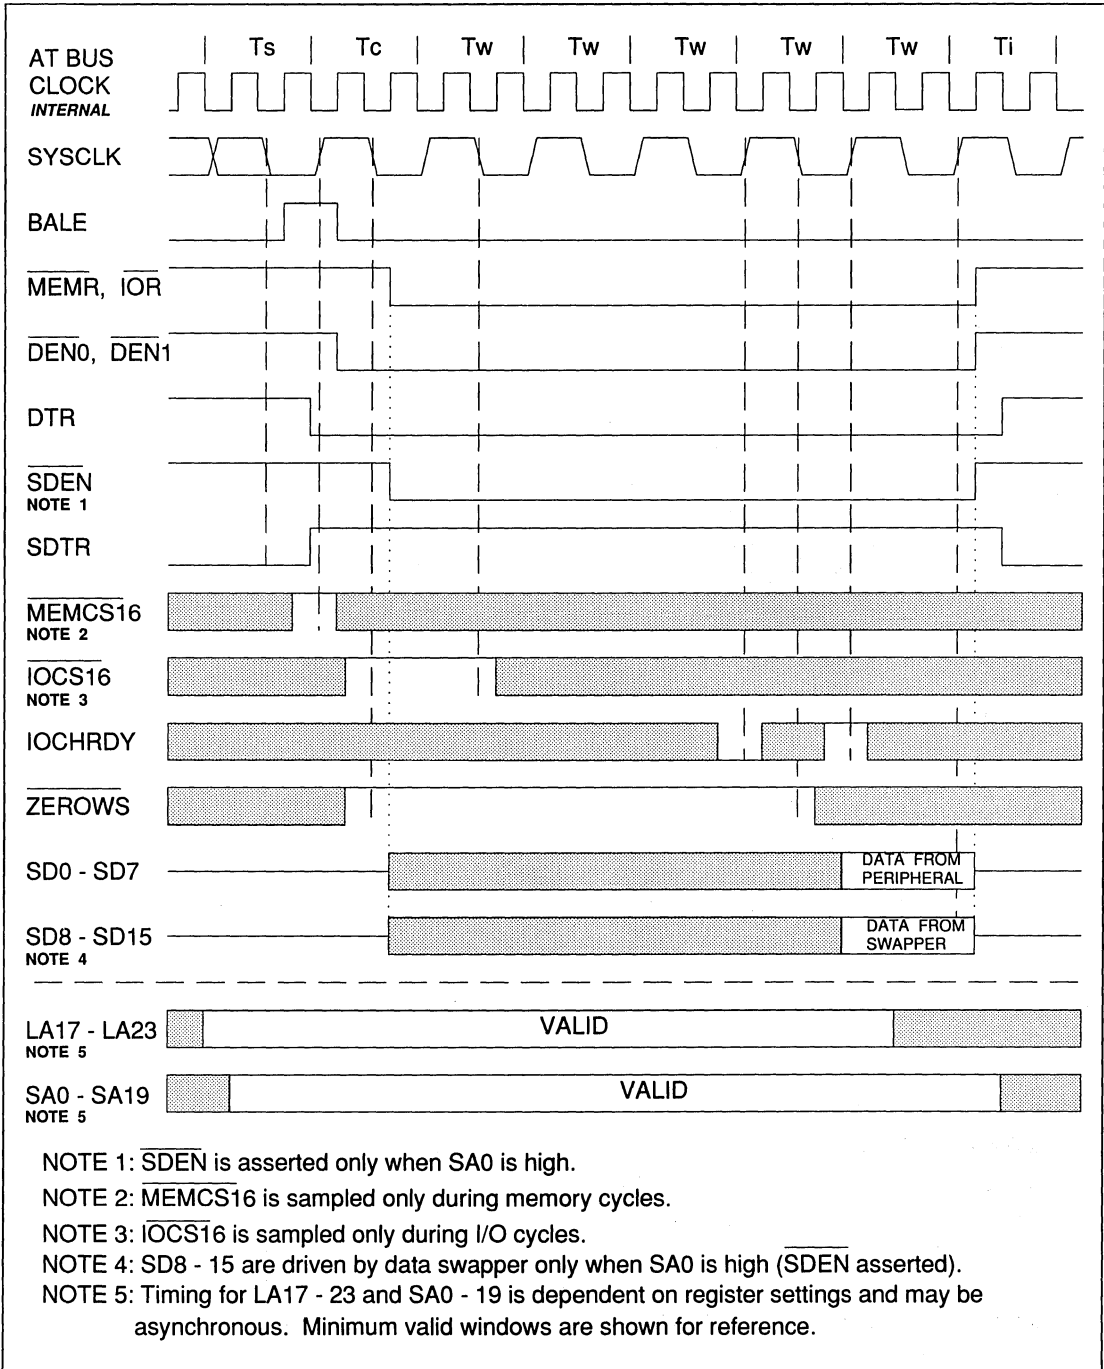 AT BUS CLOCK INTERNAL
| Ts | Tc | Tw | Tw | Tw | Tw | Tw | Ti |
SYSCLK
BALE
MEMR, IOR
DEN0, DEN1
DTR
SDEN
NOTE 1
SDTR
MEMCS16
NOTE 2
IOCS16
NOTE 3
IOCHRDY
ZEROWS
SD0 - SD7
DATA FROM
PERIPHERAL
SD8 - SD15
NOTE 4
DATA FROM
SWAPPER
LA17 - LA23
NOTE 5
VALID
SA0 - SA19
NOTE 5
VALID
NOTE 1: SDEN is asserted only when SA0 is high.
NOTE 2: MEMCS16 is sampled only during memory cycles.
NOTE 3: IOCS16 is sampled only during I/O cycles.
NOTE 4: SD8 - 15 are driven by data swapper only when SA0 is high (SDEN asserted).
NOTE 5: Timing for LA17 - 23 and SA0 - 19 is dependent on register settings and may be
asynchronous. Minimum valid windows are shown for reference.